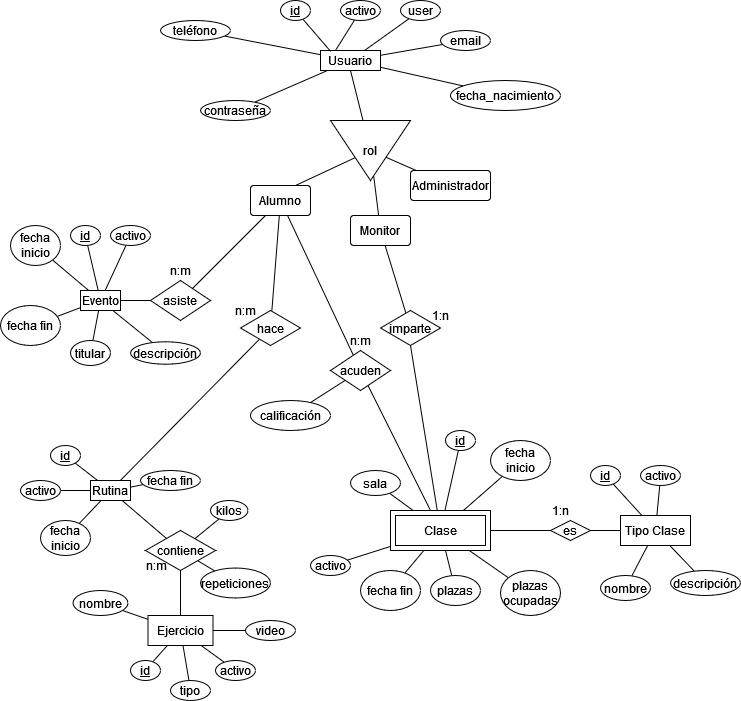 id
activo
user
teléfono
email
Usuario
fecha_nacimiento
contraseña
rol
Administrador
Alumno
Monitor
fecha
inicio
id
activo
n:m
Evento
asiste
fecha fin
titular
descripción
n:m
hace
1:n
imparte
n:m
acuden
calificación
id
fecha
inicio
sala
id
activo
fecha fin
Rutina
activo
fecha
inicio
kilos
contiene
n:m
repeticiones
Clase
1:n
es
Tipo Clase
id
activo
activo
fecha fin
plazas
plazas
ocupadas
nombre
descripción
nombre
Ejercicio
video
id
tipo
activo